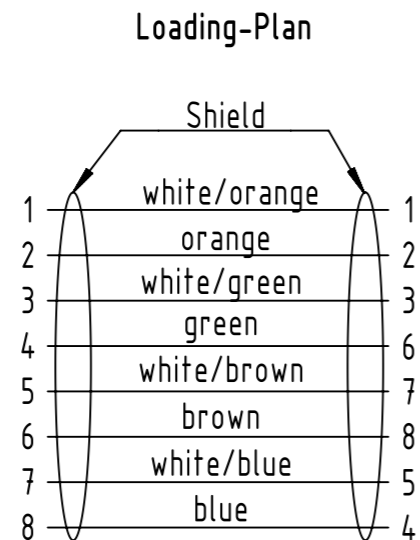 Loading-Plan
Shield
1 white/orange 1
2 orange 2
3 white/green 3
4 green 6
5 white/brown 7
6 brown 8
7 white/blue 5
8 blue 4